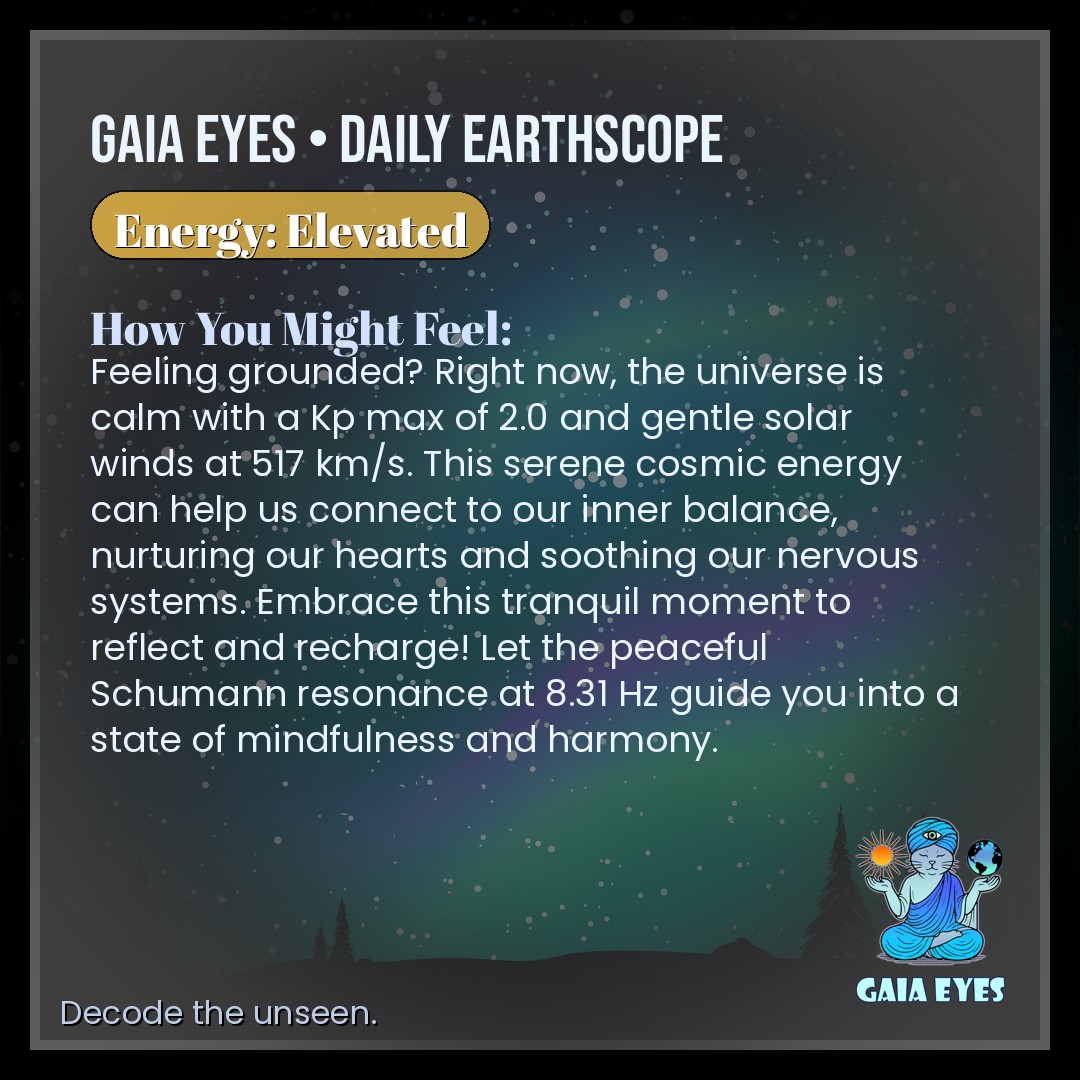 GAIA EYES • DAILY EARTHSCOPE
Energy: Elevated
How You Might Feel:
Feeling grounded? Right now, the universe is
calm with a Kp max of 2.0 and gentle solar
winds at 517 km/s. This serene cosmic energy
can help us connect to our inner balance,
nurturing our hearts and soothing our nervous
systems. Embrace this tranquil moment to
reflect and recharge! Let the peaceful
Schumann resonance at 8.31 Hz guide you into a
state of mindfulness and harmony.
GAIA EYES
Decode the unseen.